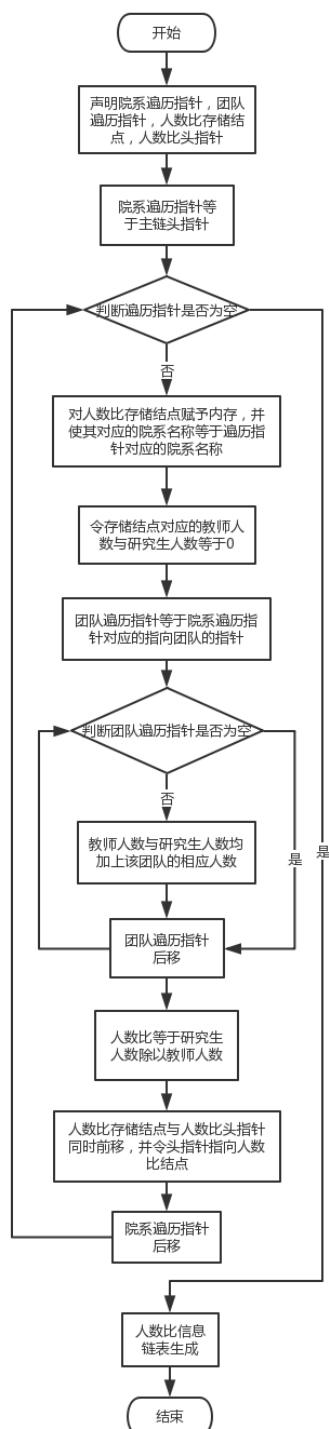 开始
声明院系遍历指针，团队
遍历指针，人数比存储结
点，人数比头指针
院系遍历指针等
于主链头指针
判断遍历指针是否为空
否
对人数比存储结点赋予内存，并
使其对应的院系名称等于遍历指
针对应的院系名称
令存储结点对应的教师人
数与研究生人数等于0
团队遍历指针等于院系遍历指
针对应的指向团队的指针
判断团队遍历指针是否为空
否
教师人数与研究生人数均
加上该团队的相应人数
是
是
团队遍历指针
后移
人数比等于研究生
人数除以教师人数
人数比存储结点与人数比头指针
同时前移，并令头指针指向人数
比结点
院系遍历指针
后移
人数比信息
链表生成
结束